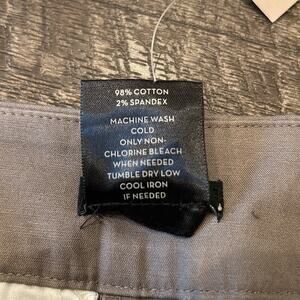 98% COTTON
2% SPANDEX
MACHINE WASH
COLD
ONLY NON-
CHLORINE BLEACH
WHEN NEEDED
TUMBLE DRY LOW
COOL IRON
IF NEEDED